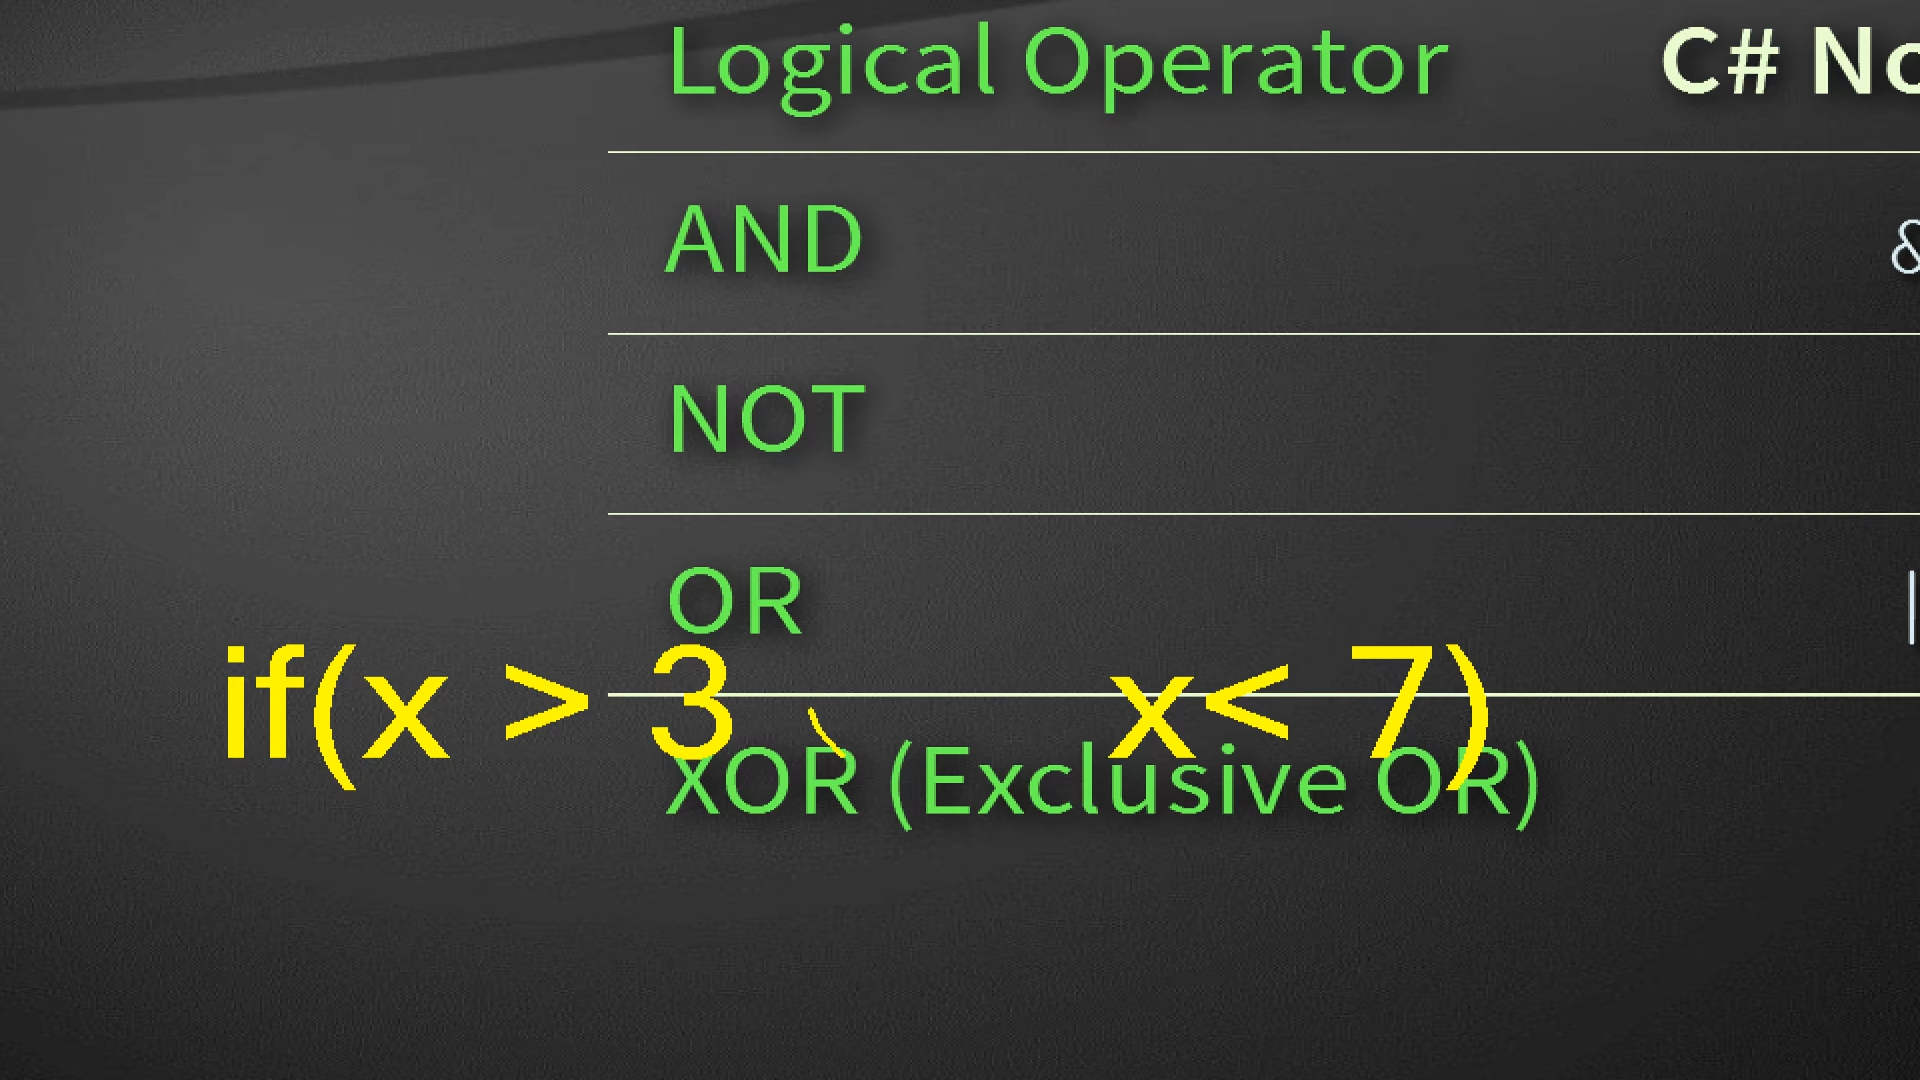 Logical Operator C# No
AND &
NOT
OR |
if(x > 3 x< 7)
XOR (Exclusive OR)